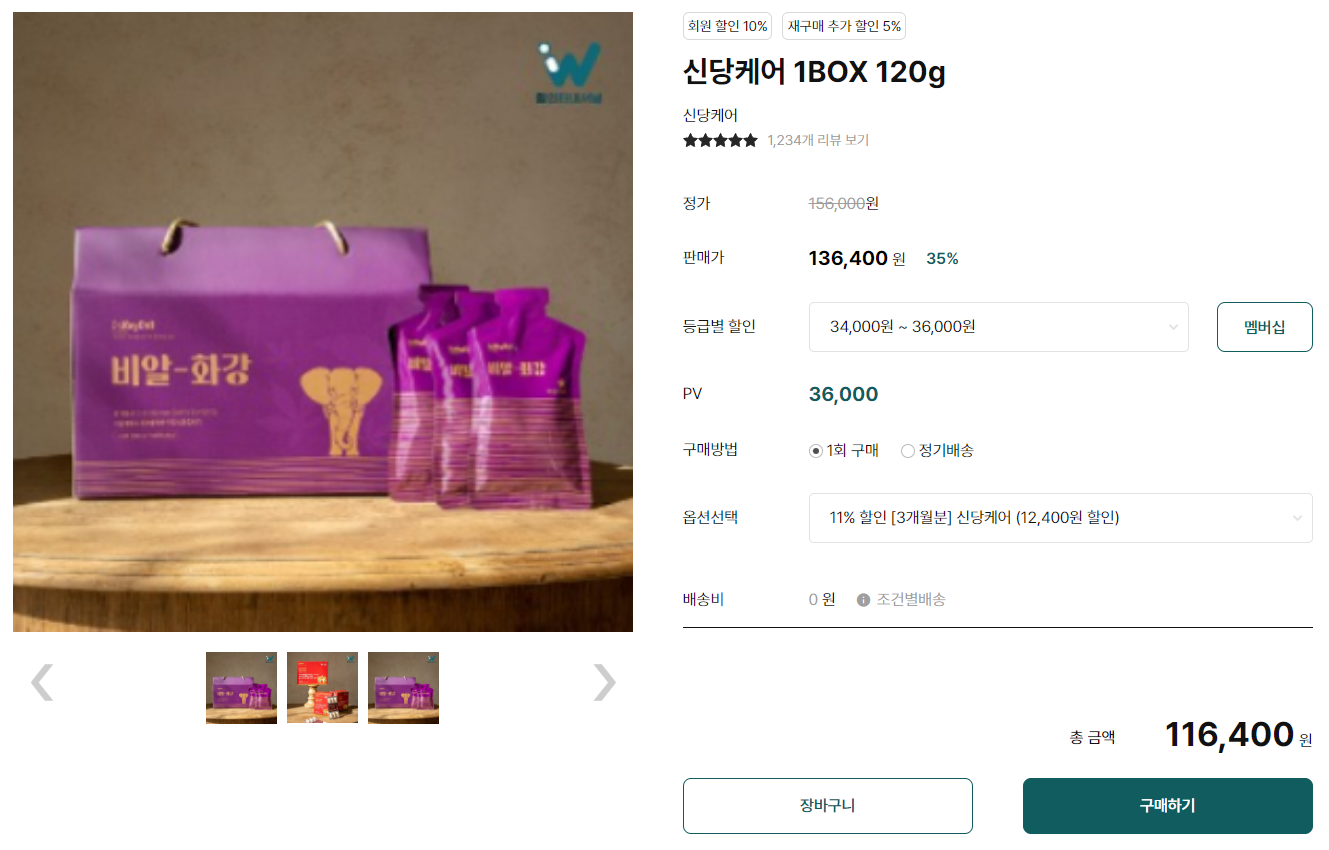 회원 할인 10%
재구매 추가 할인 5%
신당케어 1BOX 120g
신당케어
1,234개 리뷰 보기
정가
156,000원
판매가
136,400 원
35%
등급별 할인
34,000원 ~ 36,000원
멤버십
PV
36,000
구매방법
1회 구매
정기배송
옵션선택
11% 할인 [3개월분] 신당케어 (12,400원 할인)
배송비
0 원
조건별배송
총 금액
116,400 원
장바구니
구매하기
W
비알-화강
비알-화강